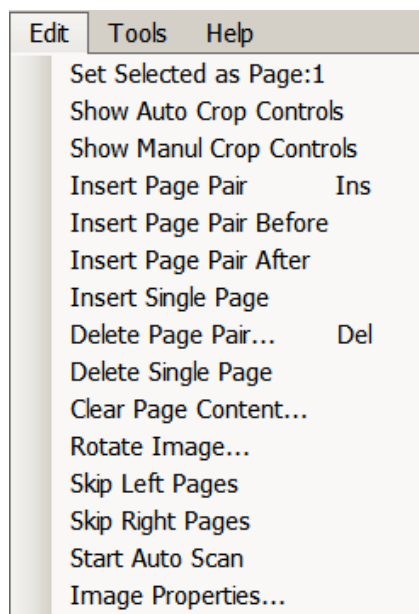 Edit Tools Help
Set Selected as Page:1
Show Auto Crop Controls
Show Manul Crop Controls
Insert Page Pair Ins
Insert Page Pair Before
Insert Page Pair After
Insert Single Page
Delete Page Pair... Del
Delete Single Page
Clear Page Content...
Rotate Image...
Skip Left Pages
Skip Right Pages
Start Auto Scan
Image Properties...